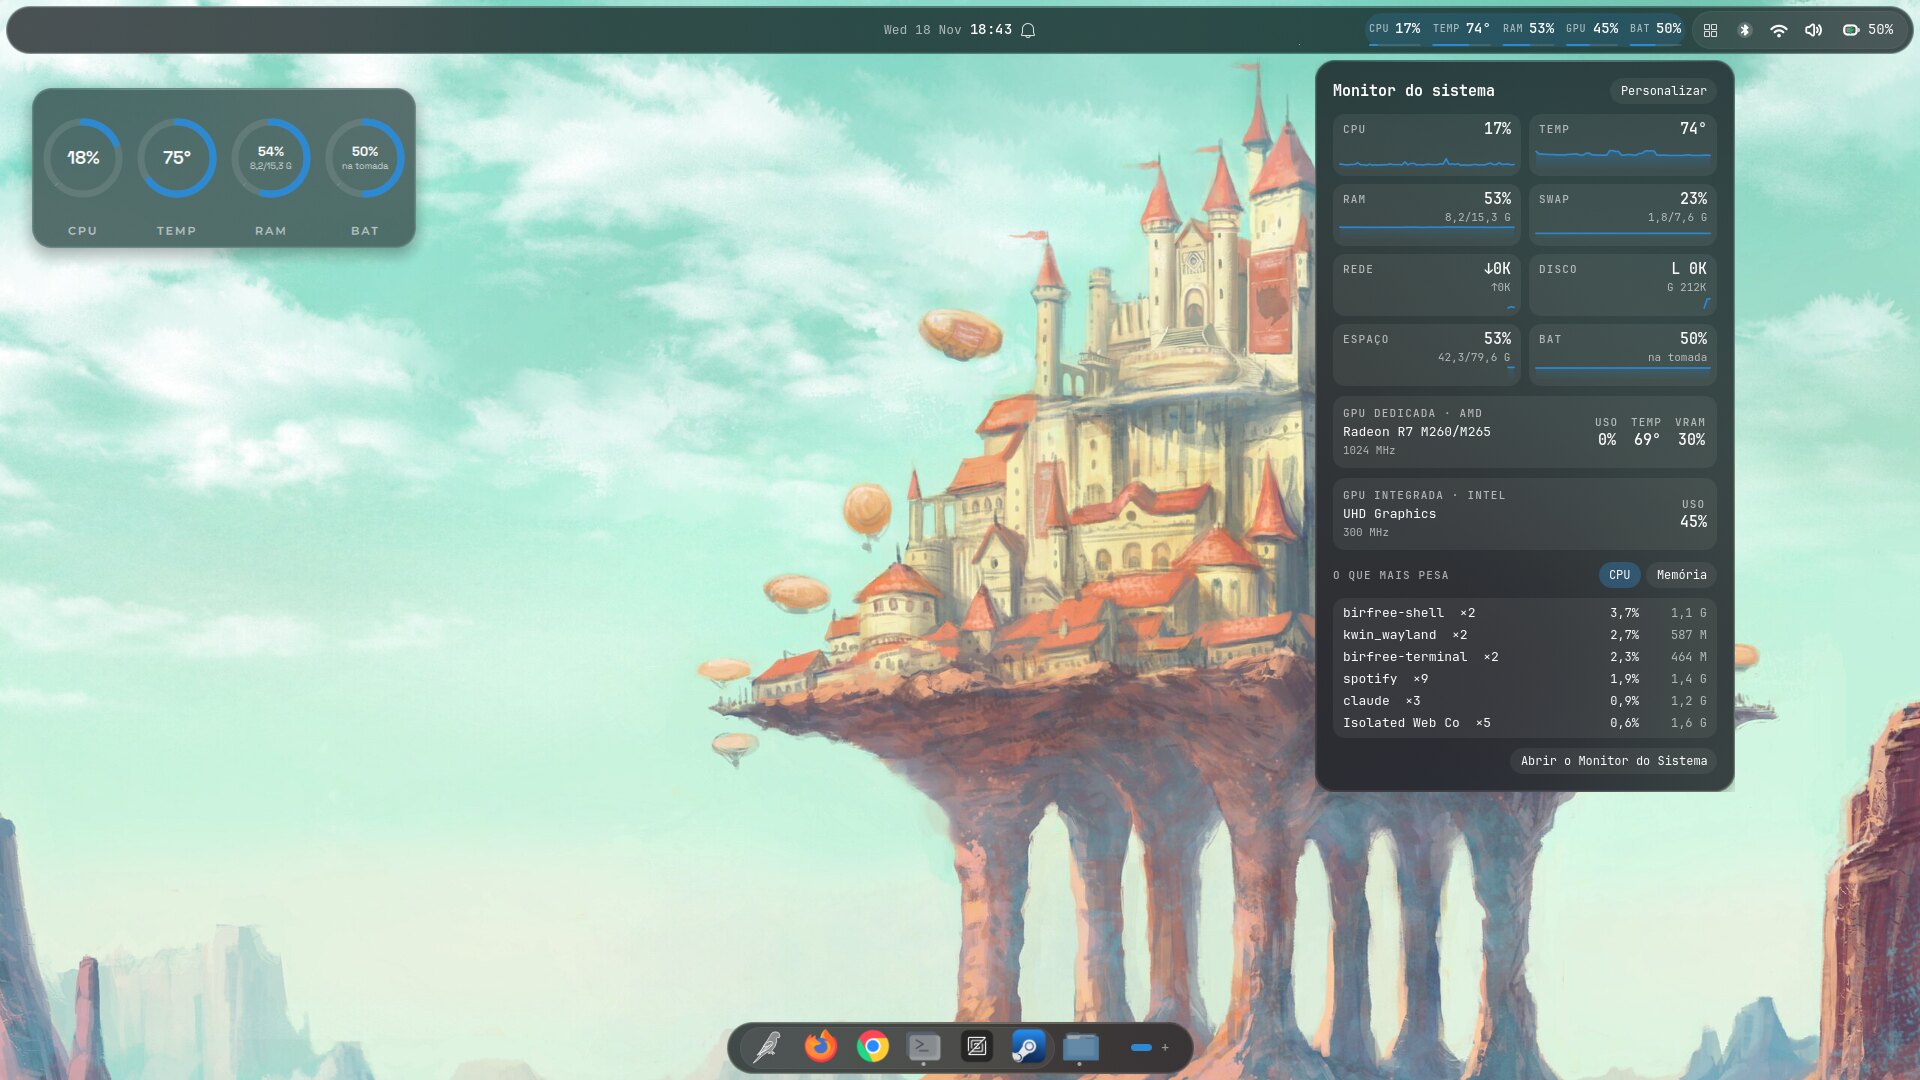 Wed 18 Nov 18:43
CPU 17% TEMP 74° RAM 53% GPU 45% BAT 50%
50%
18%
75°
54%
8,2/15,3 G
50%
na tomada
CPU TEMP RAM BAT
Monitor do sistema
Personalizar
CPU 17%
TEMP 74°
RAM 53%
8,2/15,3 G
SWAP 23%
1,8/7,6 G
REDE ↓0K
↑0K
DISCO L 0K
G 212K
ESPAÇO 53%
42,3/79,6 G
BAT 50%
na tomada
GPU DEDICADA · AMD
Radeon R7 M260/M265
1024 MHz
USO TEMP VRAM
0% 69° 30%
GPU INTEGRADA · INTEL
UHD Graphics
300 MHz
USO
45%
O QUE MAIS PESA
CPU Memória
birfree-shell ×2 3,7% 1,1 G
kwin_wayland ×2 2,7% 587 M
birfree-terminal ×2 2,3% 464 M
spotify ×9 1,9% 1,4 G
claude ×3 0,9% 1,2 G
Isolated Web Co ×5 0,6% 1,6 G
Abrir o Monitor do Sistema